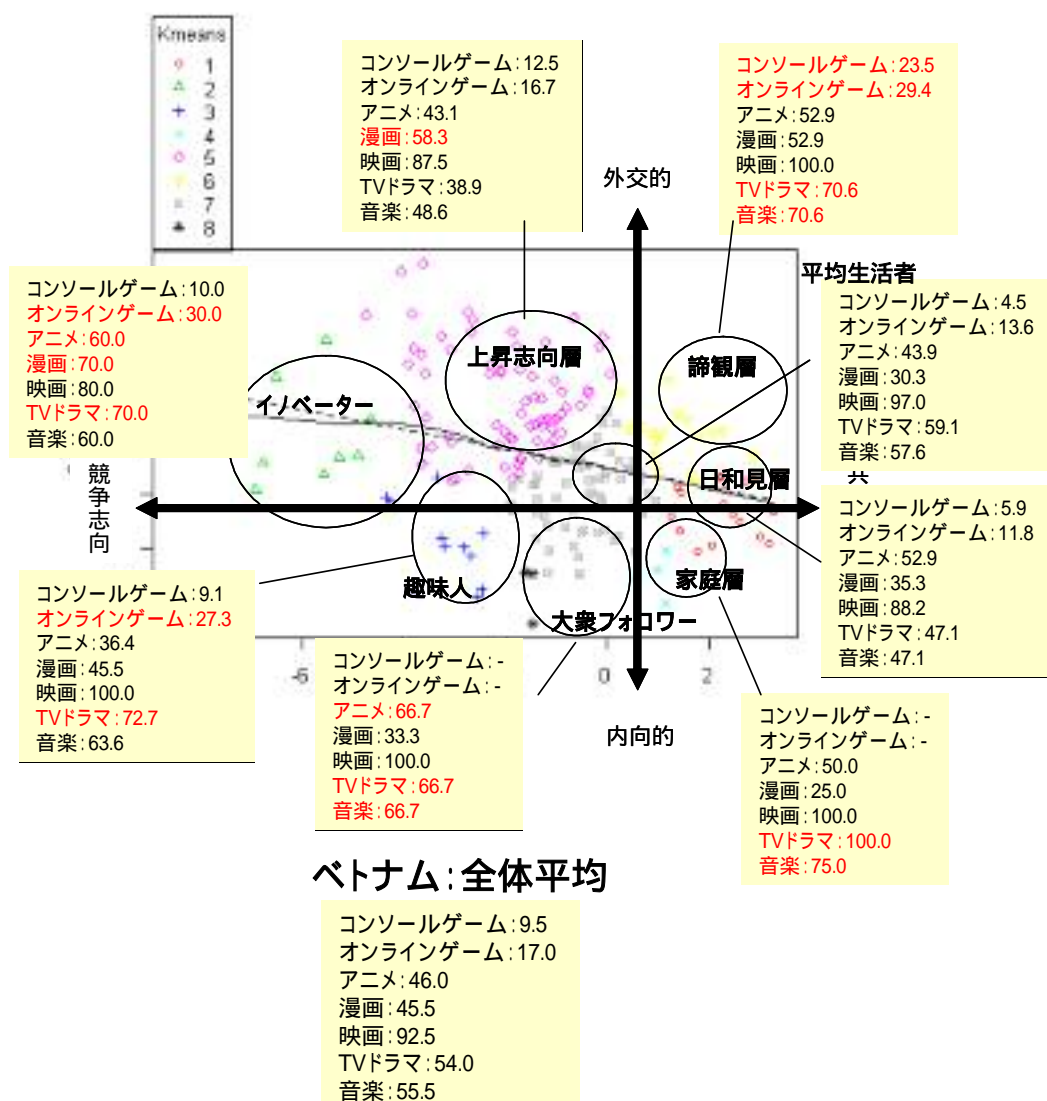 Kmeans
1
2
3
4
5
6
7
8
コンソールゲーム:12.5
オンラインゲーム:16.7
アニメ:43.1
漫画:58.3
映画:87.5
TVドラマ:38.9
音楽:48.6
コンソールゲーム:23.5
オンラインゲーム:29.4
アニメ:52.9
漫画:52.9
映画:100.0
TVドラマ:70.6
音楽:70.6
外交的
平均生活者
コンソールゲーム:10.0
オンラインゲーム:30.0
アニメ:60.0
漫画:70.0
映画:80.0
TVドラマ:70.0
音楽:60.0
コンソールゲーム:4.5
オンラインゲーム:13.6
アニメ:43.9
漫画:30.3
映画:97.0
TVドラマ:59.1
音楽:57.6
上昇志向層
諦観層
イノベーター
日和見層
競争志向
共
コンソールゲーム:5.9
オンラインゲーム:11.8
アニメ:52.9
漫画:35.3
映画:88.2
TVドラマ:47.1
音楽:47.1
趣味人
家庭層
大衆フォロワー
コンソールゲーム:9.1
オンラインゲーム:27.3
アニメ:36.4
漫画:45.5
映画:100.0
TVドラマ:72.7
音楽:63.6
-6
0
2
コンソールゲーム:-
オンラインゲーム:-
アニメ:66.7
漫画:33.3
映画:100.0
TVドラマ:66.7
音楽:66.7
内向的
コンソールゲーム:-
オンラインゲーム:-
アニメ:50.0
漫画:25.0
映画:100.0
TVドラマ:100.0
音楽:75.0
ベトナム:全体平均
コンソールゲーム:9.5
オンラインゲーム:17.0
アニメ:46.0
漫画:45.5
映画:92.5
TVドラマ:54.0
音楽:55.5